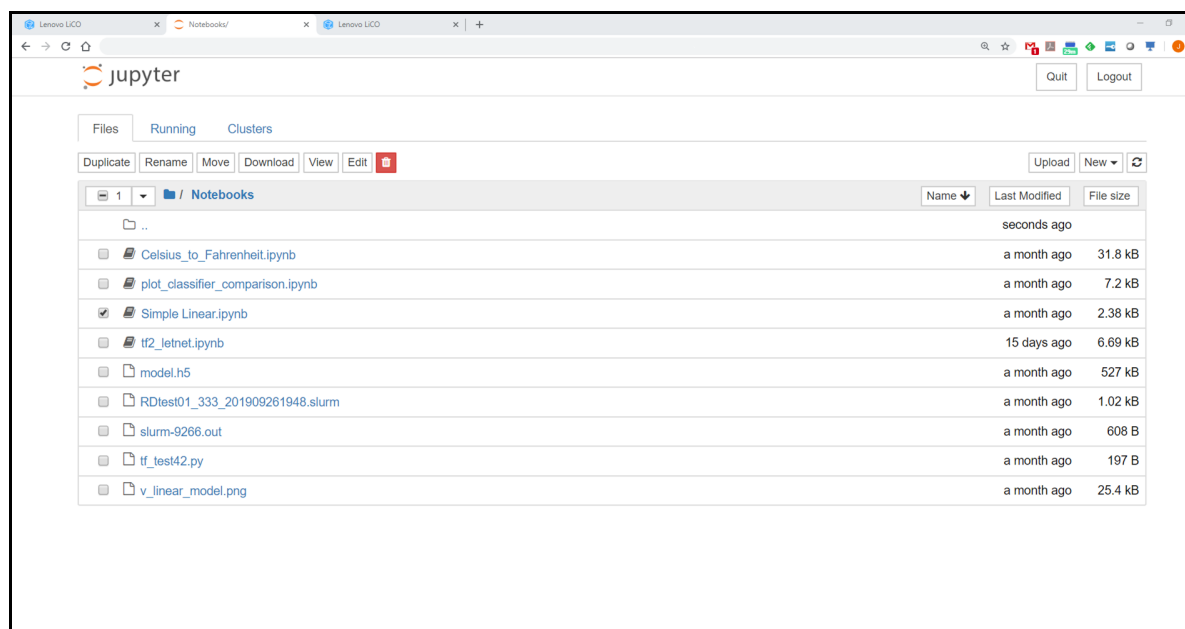 Lenovo LiCO × Notebooks/ × Lenovo LiCO × +
jupyter Quit Logout
Files Running Clusters
Duplicate Rename Move Download View Edit Upload New
1 / Notebooks Name Last Modified File size
.. seconds ago
Celsius_to_Fahrenheit.ipynb a month ago 31.8 kB
plot_classifier_comparison.ipynb a month ago 7.2 kB
Simple Linear.ipynb a month ago 2.38 kB
tf2_letnet.ipynb 15 days ago 6.69 kB
model.h5 a month ago 527 kB
RDtest01_333_201909261948.slurm a month ago 1.02 kB
slurm-9266.out a month ago 608 B
tf_test42.py a month ago 197 B
v_linear_model.png a month ago 25.4 kB